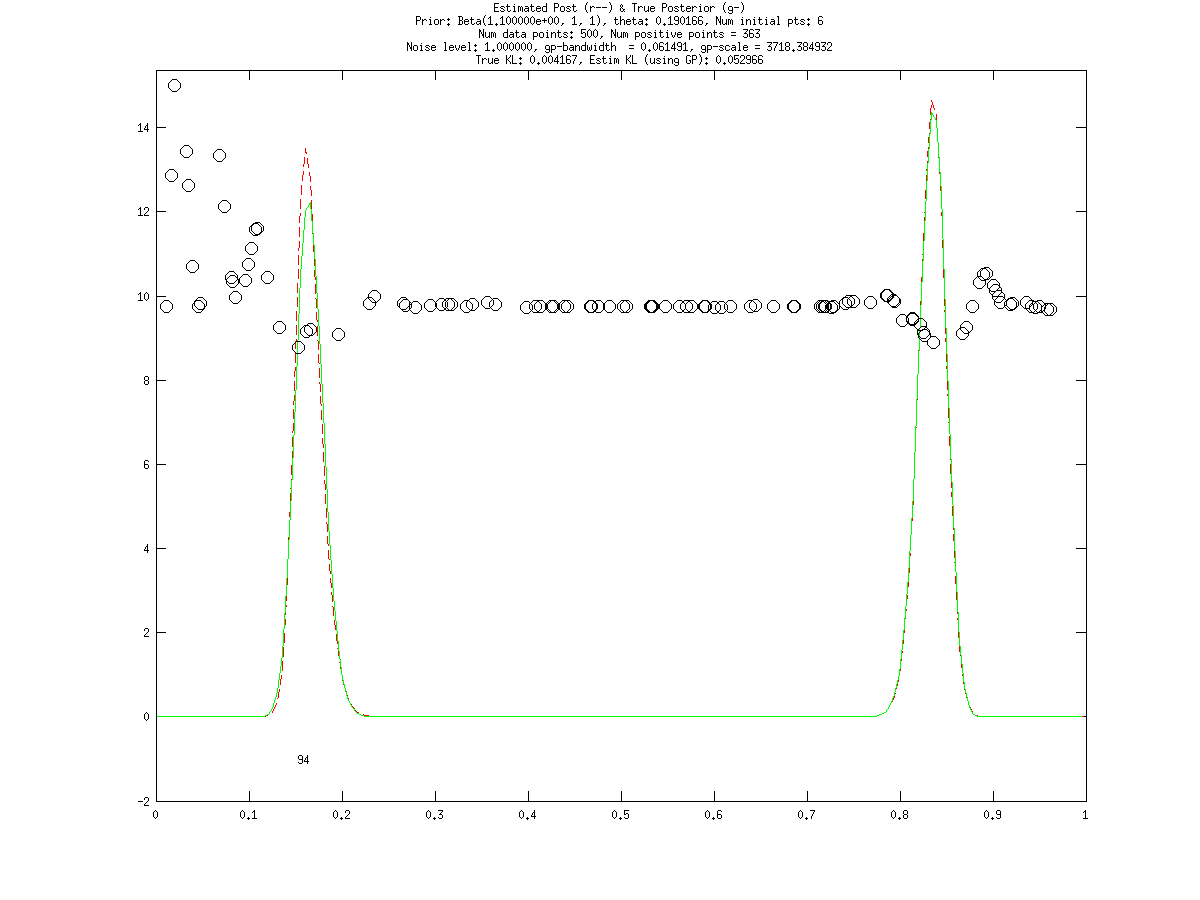 Estimated Post (r--) & True Posterior (g-)
Prior: Beta(1.100000e+00, 1, 1), theta: 0.190166, Num initial pts: 6
Num data points: 500, Num positive points = 363
Noise level: 1.000000, gp-bandwidth  = 0.061491, gp-scale = 3718.384932
True KL: 0.004167, Estim KL (using GP): 0.052966
14
12
10
8
6
4
2
0
94
-2
0 0.1 0.2 0.3 0.4 0.5 0.6 0.7 0.8 0.9 1